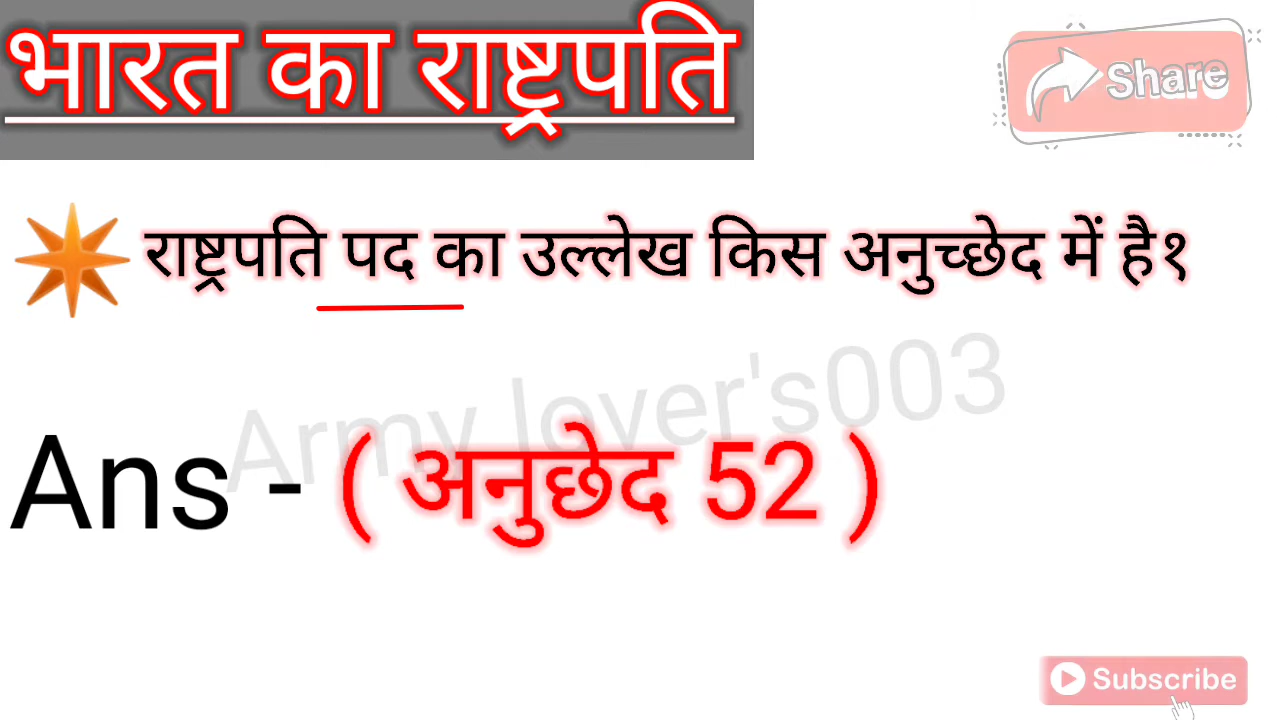 भारत का राष्ट्रपति
Share
राष्ट्रपति पद का उल्लेख किस अनुच्छेद में है१
Army lover's003
Ans - ( अनुछेद 52 )
Subscribe